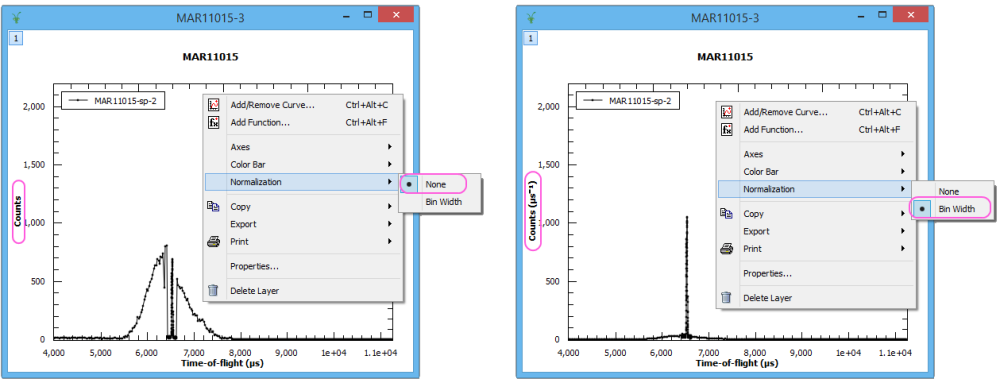 MAR11015-3
1
MAR11015
MAR11015-sp-2
2,000
1,500
1,000
500
0
Counts
4,000 5,000 6,000 7,000 8,000 9,000 1e+04 1.1e+04
Time-of-flight (µs)
Add/Remove Curve... Ctrl+Alt+C
Add Function... Ctrl+Alt+F
Axes
Color Bar
Normalization
Copy
Export
Print
Properties...
Delete Layer
None
Bin Width
MAR11015-3
1
MAR11015
MAR11015-sp-2
2,000
1,500
1,000
500
0
Counts (µs⁻¹)
4,000 5,000 6,000 7,000 8,000 9,000 1e+04 1.1e+04
Time-of-flight (µs)
Add/Remove Curve... Ctrl+Alt+C
Add Function... Ctrl+Alt+F
Axes
Color Bar
Normalization
Copy
Export
Print
Properties...
Delete Layer
None
Bin Width